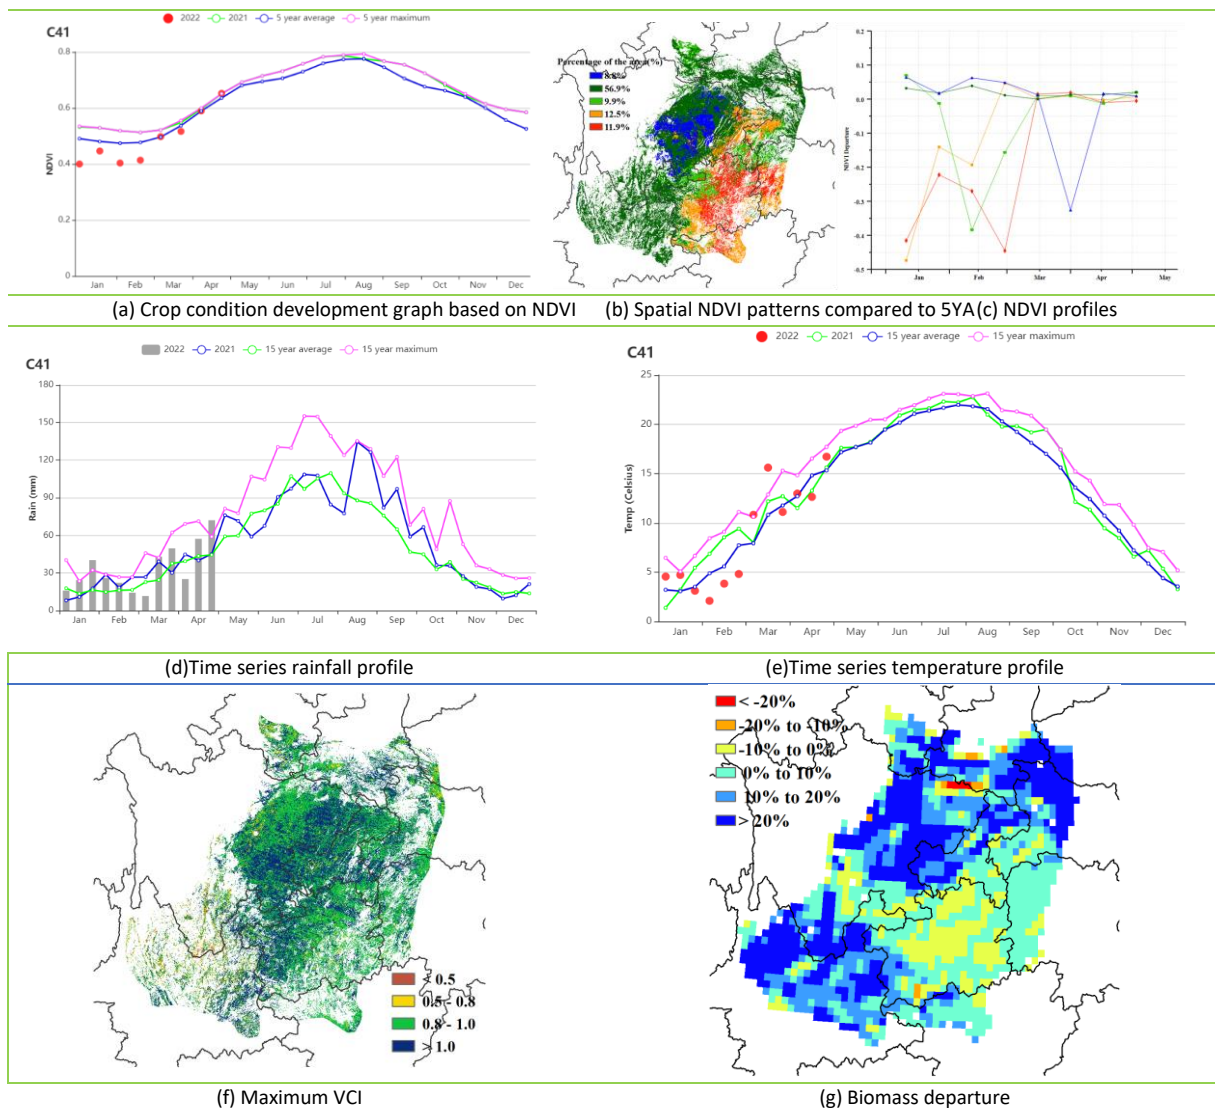 2022 2021 5 year average 5 year maximum
C41
0.8
0.6
0.4
0.2
0
NDVI
Jan Feb Mar Apr May Jun Jul Aug Sep Oct Nov Dec
Percentage of the area(%)
8.8%
56.9%
9.9%
12.5%
11.9%
0.2
0.1
0.0
-0.1
-0.2
-0.3
-0.4
-0.5
NDVI Departure
Jan Feb Mar Apr May
(a) Crop condition development graph based on NDVI (b) Spatial NDVI patterns compared to 5YA (c) NDVI profiles
2022 2021 15 year average 15 year maximum
C41
180
150
120
90
60
30
0
Rain (mm)
Jan Feb Mar Apr May Jun Jul Aug Sep Oct Nov Dec
2022 2021 15 year average 15 year maximum
C41
25
20
15
10
5
0
Temp (Celsius)
Jan Feb Mar Apr May Jun Jul Aug Sep Oct Nov Dec
(d)Time series rainfall profile (e)Time series temperature profile
< 0.5
0.5 - 0.8
0.8 - 1.0
> 1.0
< -20%
-20% to -10%
-10% to 0%
0% to 10%
10% to 20%
> 20%
(f) Maximum VCI (g) Biomass departure